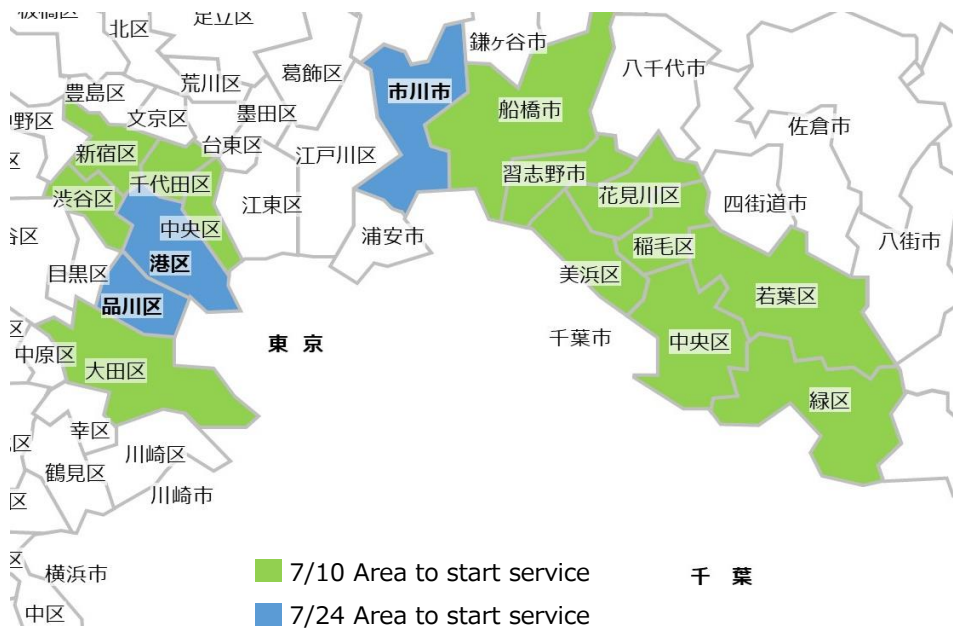 足立区
北区
鎌ヶ谷市
葛飾区
八千代市
荒川区
市川市
豊島区
船橋市
文京区
墨田区
佐倉市
台東区
新宿区
江戸川区
習志野市
千代田区
花見川区
渋谷区
江東区
四街道市
中央区
浦安市
稲毛区
八街市
港区
目黒区
美浜区
若葉区
品川区
東京
千葉市
中央区
中原区
大田区
緑区
幸区
川崎区
鶴見区
川崎市
横浜市
7/10 Area to start service
千葉
中区
7/24 Area to start service